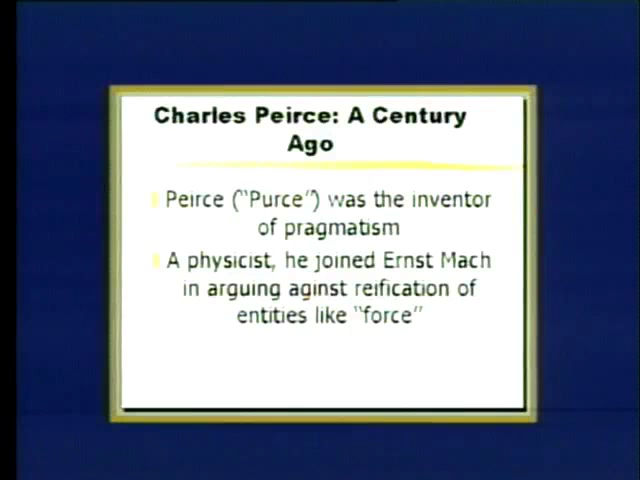 Charles Peirce: A Century
Ago
Peirce ("Purce") was the inventor
of pragmatism
A physicist, he joined Ernst Mach
in arguing aginst reification of
entities like "force"